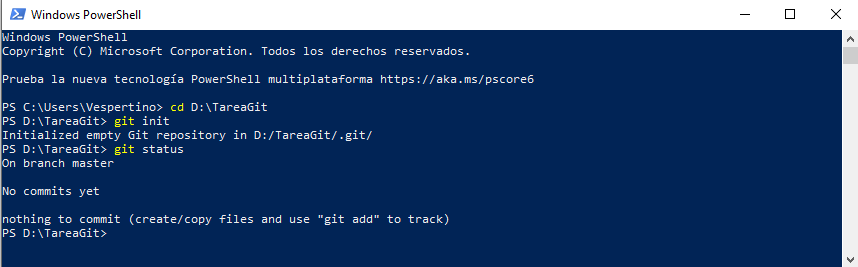 Windows PowerShell
Windows PowerShell
Copyright (C) Microsoft Corporation. Todos los derechos reservados.
Prueba la nueva tecnología PowerShell multiplataforma https://aka.ms/pscore6
PS C:\Users\Vespertino> cd D:\TareaGit
PS D:\TareaGit> git init
Initialized empty Git repository in D:/TareaGit/.git/
PS D:\TareaGit> git status
On branch master
No commits yet
nothing to commit (create/copy files and use "git add" to track)
PS D:\TareaGit>